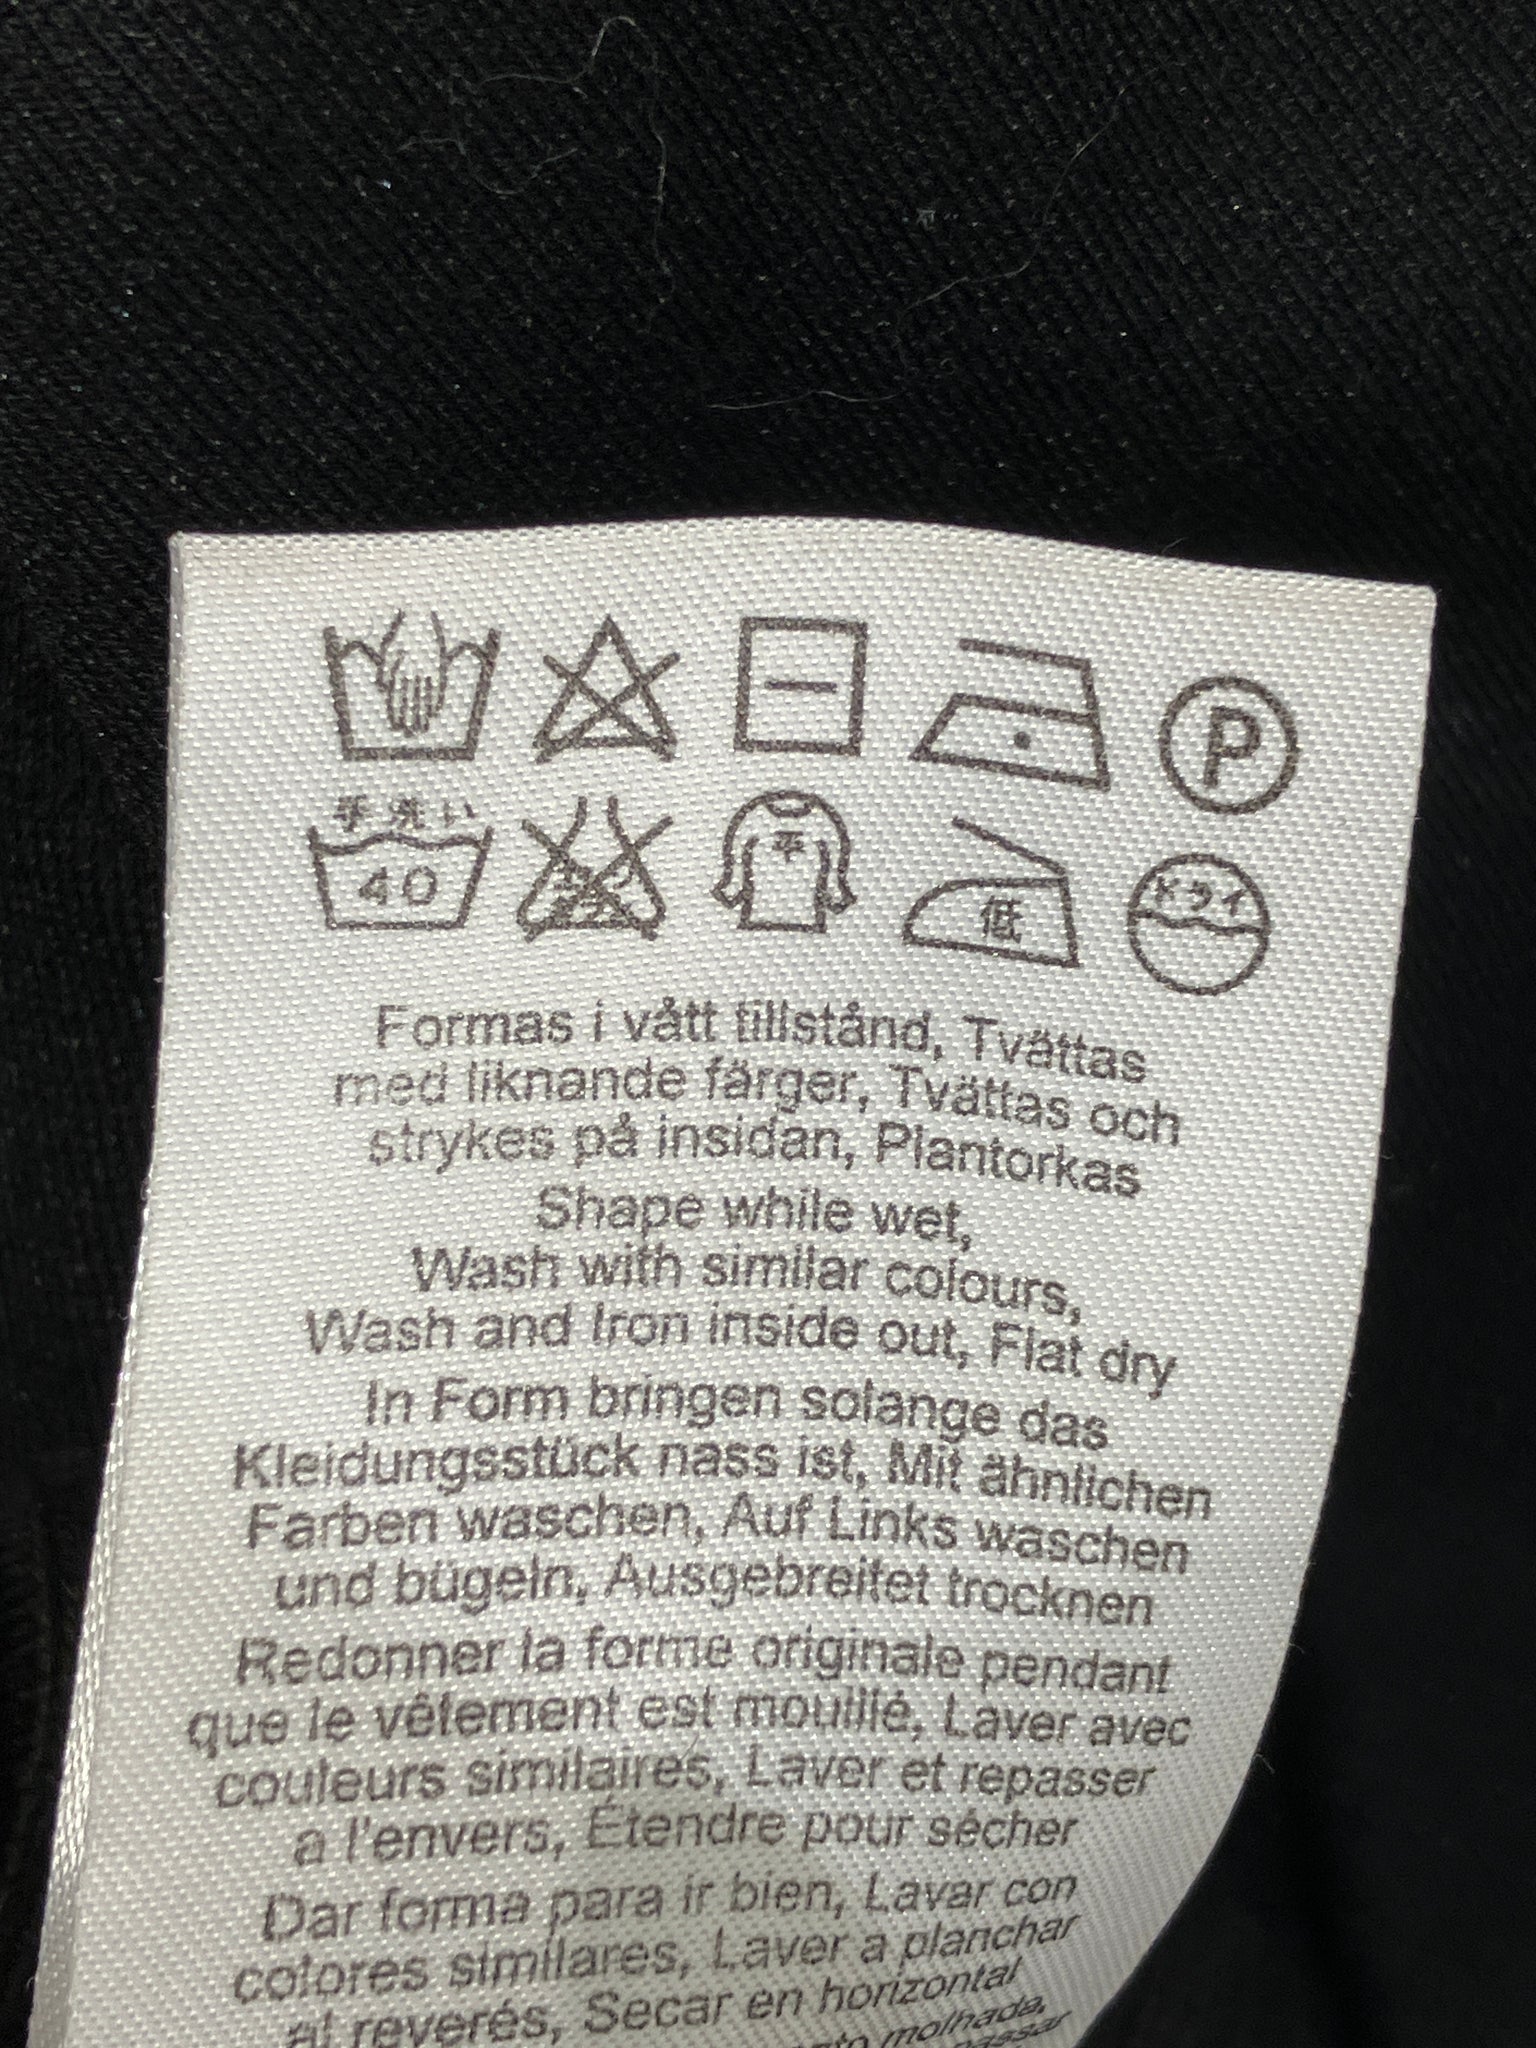 P
手洗い
40
平
低
ドライ
Formas i vått tillstånd, Tvättas
med liknande färger, Tvättas och
strykes på insidan, Plantorkas
Shape while wet,
Wash with similar colours,
Wash and Iron inside out, Flat dry
In Form bringen solange das
Kleidungsstück nass ist, Mit ähnlichen
Farben waschen, Auf Links waschen
und bügeln, Ausgebreitet trocknen
Redonner la forme originale pendant
que le vêtement est mouillé, Laver avec
couleurs similaires, Laver et repasser
a l'envers, Étendre pour sécher
Dar forma para ir bien, Lavar con
colores similares, Laver a planchar
al reverés, Secar en horizontal
molhada,
passar